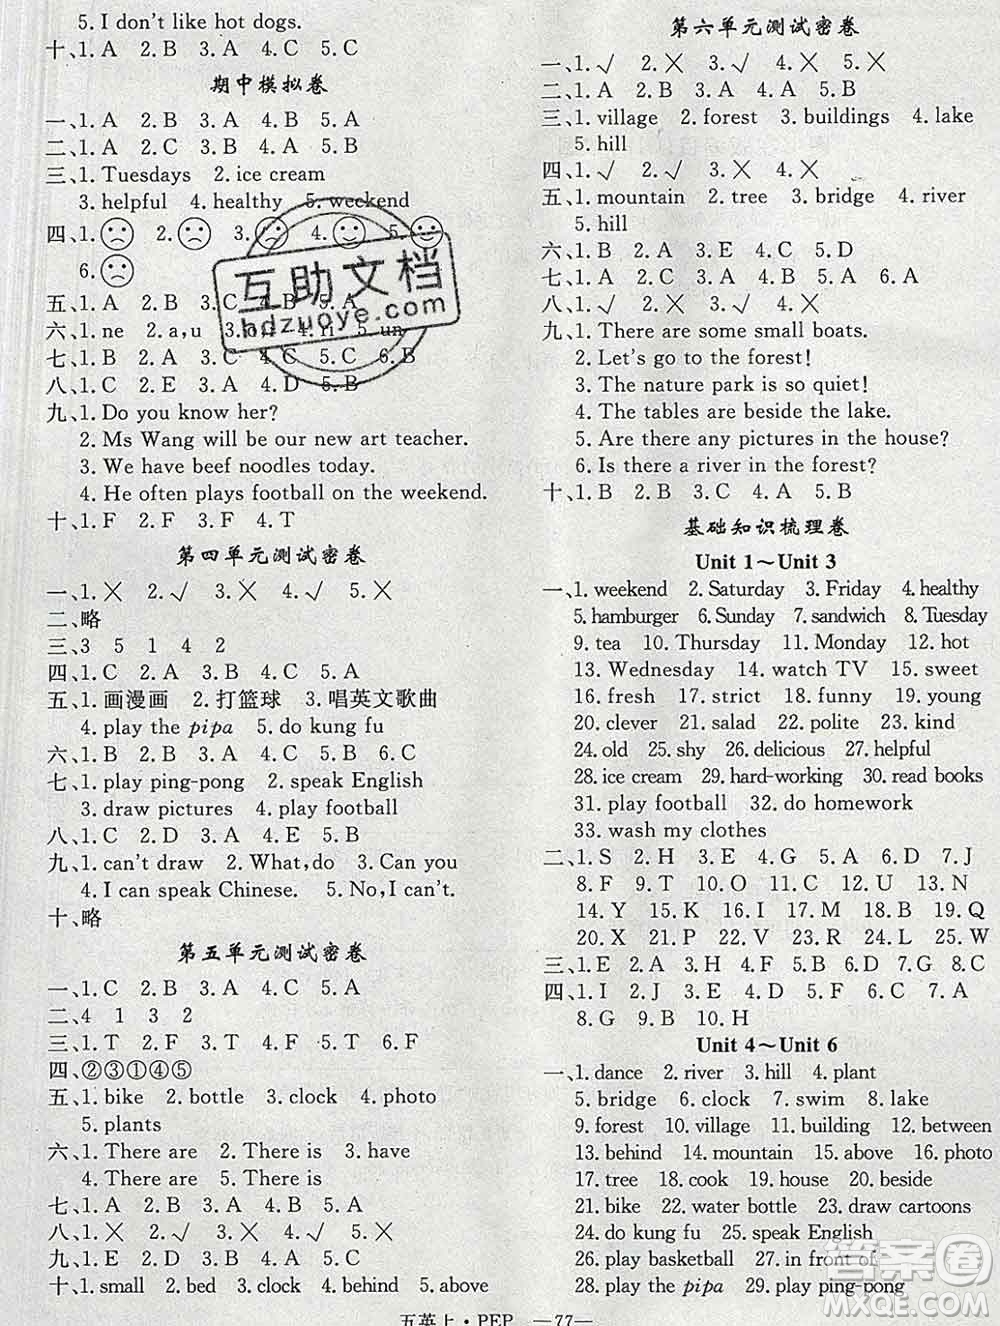 5. I don't like hot dogs.
十、1. A 2. B 3. A 4. C 5. C
期中模拟卷
一、1. A 2. B 3. A 4. B 5. A
二、1. A 2. C 3. B 4. A 5. B
三、1. Tuesdays 2. ice cream
3. helpful 4. healthy 5. weekend
四、1. 2. 3. 4. 5.
6.
五、1. A 2. B 3. C 4. B 5. A
六、1. ne 2. a,u 3. 4. 5. un
七、1. B 2. A 3. C 4. C 5. C 6. B
八、1. C 2. E 3. A 4. D 5. B
九、1. Do you know her?
2. Ms Wang will be our new art teacher.
3. We have beef noodles today.
4. He often plays football on the weekend.
十、1. F 2. F 3. F 4. T
第四单元测试密卷
一、1. ╳ 2. √ 3. ╳ 4. √ 5. ╳
二、略
三、3 5 1 4 2
四、1. C 2. A 3. B 4. C 5. A
五、1. 画漫画 2. 打篮球 3. 唱英文歌曲
4. play the pipa 5. do kung fu
六、1. B 2. B 3. A 4. A 5. B 6. C
七、1. play ping-pong 2. speak English
3. draw pictures 4. play football
八、1. C 2. D 3. A 4. E 5. B
九、1. can't draw 2. What,do 3. Can you
4. I can speak Chinese. 5. No,I can't.
十、略
第五单元测试密卷
一、1. C 2. B 3. A 4. C 5. A
二、4 1 3 2
三、1. T 2. F 3. T 4. F 5. F
四、②③①④⑤
五、1. bike 2. bottle 3. clock 4. photo
5. plants
六、1. There are 2. There is 3. have
4. There are 5. There is
七、1. A 2. B 3. C 4. B 5. A
八、1. ╳ 2. √ 3. ╳ 4. √ 5. ╳
九、1. E 2. D 3. B 4. C 5. A
十、1. small 2. bed 3. clock 4. behind 5. above
第六单元测试密卷
一、1. √ 2. ╳ 3. √ 4. ╳ 5. ╳
二、1. A 2. B 3. A 4. A 5. B
三、1. village 2. forest 3. buildings 4. lake
5. hill
四、1. √ 2. √ 3. ╳ 4. ╳
五、1. mountain 2. tree 3. bridge 4. river
5. hill
六、1. B 2. A 3. E 4. C 5. D
七、1. A 2. C 3. B 4. A 5. B
八、1. √ 2. ╳ 3. √ 4. ╳
九、1. There are some small boats.
2. Let's go to the forest!
3. The nature park is so quiet!
4. The tables are beside the lake.
5. Are there any pictures in the house?
6. Is there a river in the forest?
十、1. B 2. B 3. A 4. C 5. A
基础知识梳理卷
Unit 1～Unit 3
一、1. weekend 2. Saturday 3. Friday 4. healthy
5. hamburger 6. Sunday 7. sandwich 8. Tuesday
9. tea 10. Thursday 11. Monday 12. hot
13. Wednesday 14. watch TV 15. sweet
16. fresh 17. strict 18. funny 19. young
20. clever 21. salad 22. polite 23. kind
24. old 25. shy 26. delicious 27. helpful
28. ice cream 29. hard-working 30. read books
31. play football 32. do homework
33. wash my clothes
二、1. S 2. H 3. E 4. G 5. A 6. D 7. J
8. F 9. T 10. K 11. B 12. C 13. P
14. Y 15. R 16. V 17. M 18. L 19. Q
20. X 21. I 22. U 23. N 24. O 25. W
三、1. E 2. A 3. H 4. F 5. B 6. D 7. G 8. C
四、1. I 2. J 3. E 4. D 5. F 6. C 7. A
8. G 9. B 10. H
Unit 4～Unit 6
一、1. dance 2. river 3. hill 4. plant
5. bridge 6. clock 7. swim 8. lake
9. forest 10. village 11. building 12. between
13. behind 14. mountain 15. above 16. photo
17. tree 18. cook 19. house 20. beside
21. bike 22. water bottle 23. draw cartoons
24. do kung fu 25. speak English
26. play basketball 27. in front of
28. play the pipa 29. play ping-pong
五英上·PEP —77—
互助文档
hdzuoye.com
答案圈
MXQE.COM